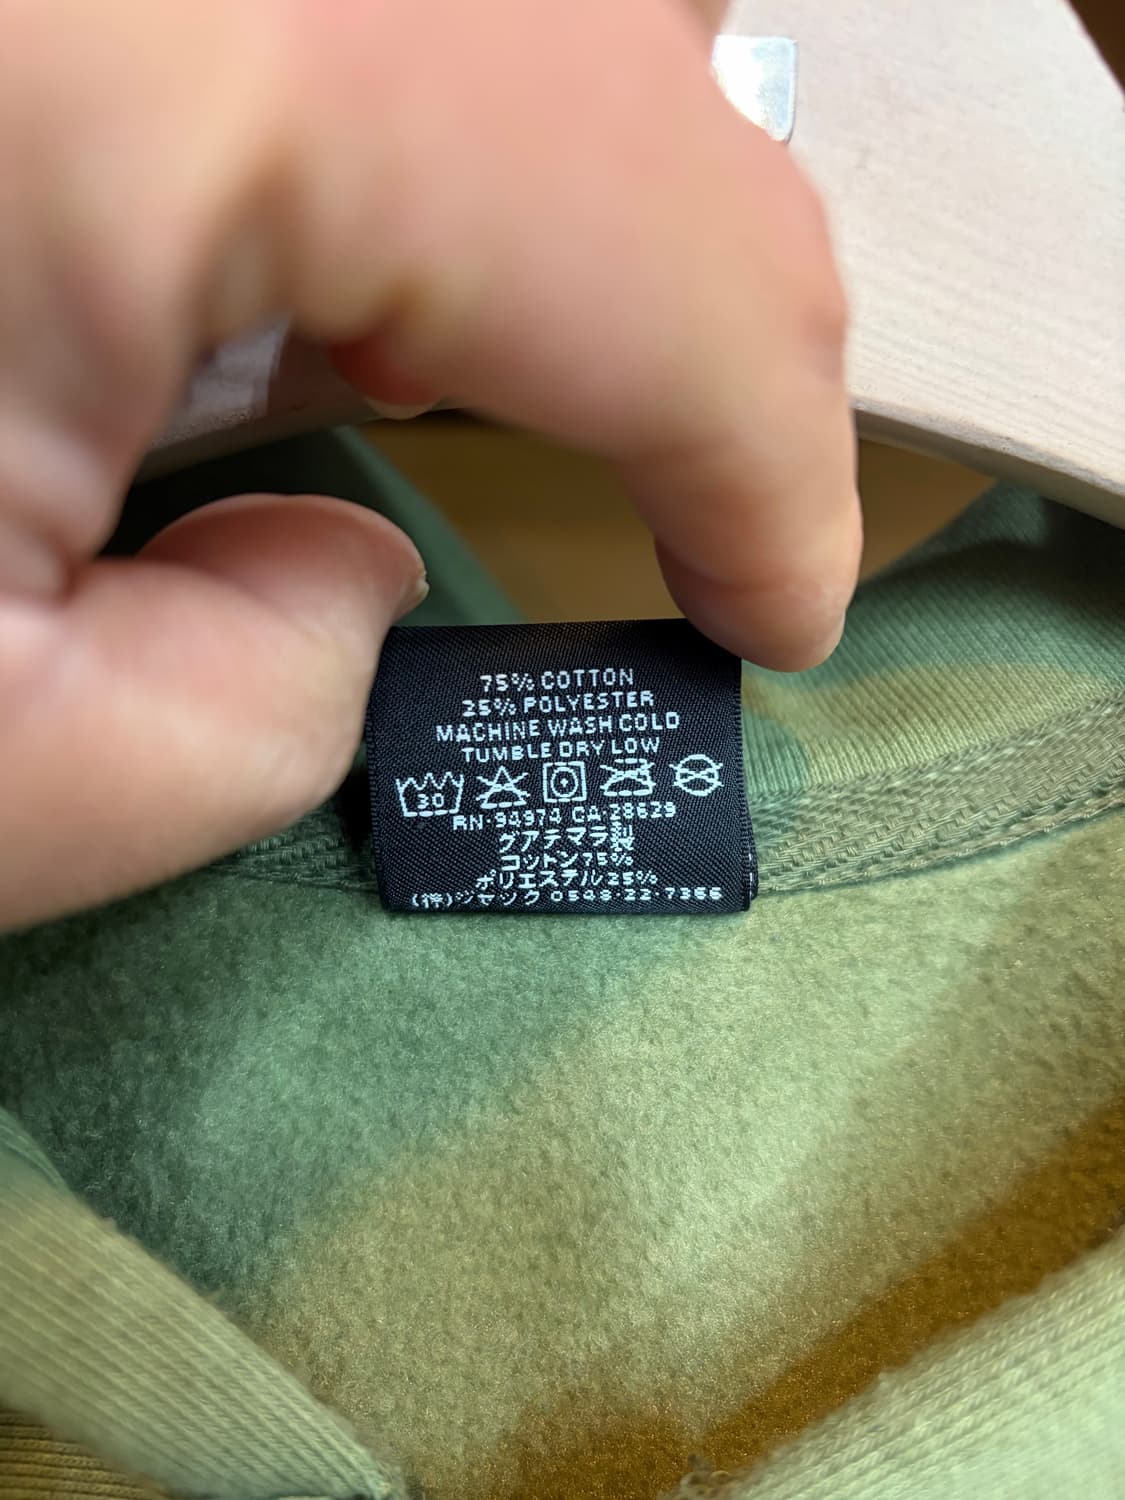 75% COTTON
25% POLYESTER
MACHINE WASH COLD
TUMBLE DRY LOW
30
RN·94974 CA·28629
グアテマラ製
コットン75%
ポリエステル25%
(株)ジャック 0548·22·7366